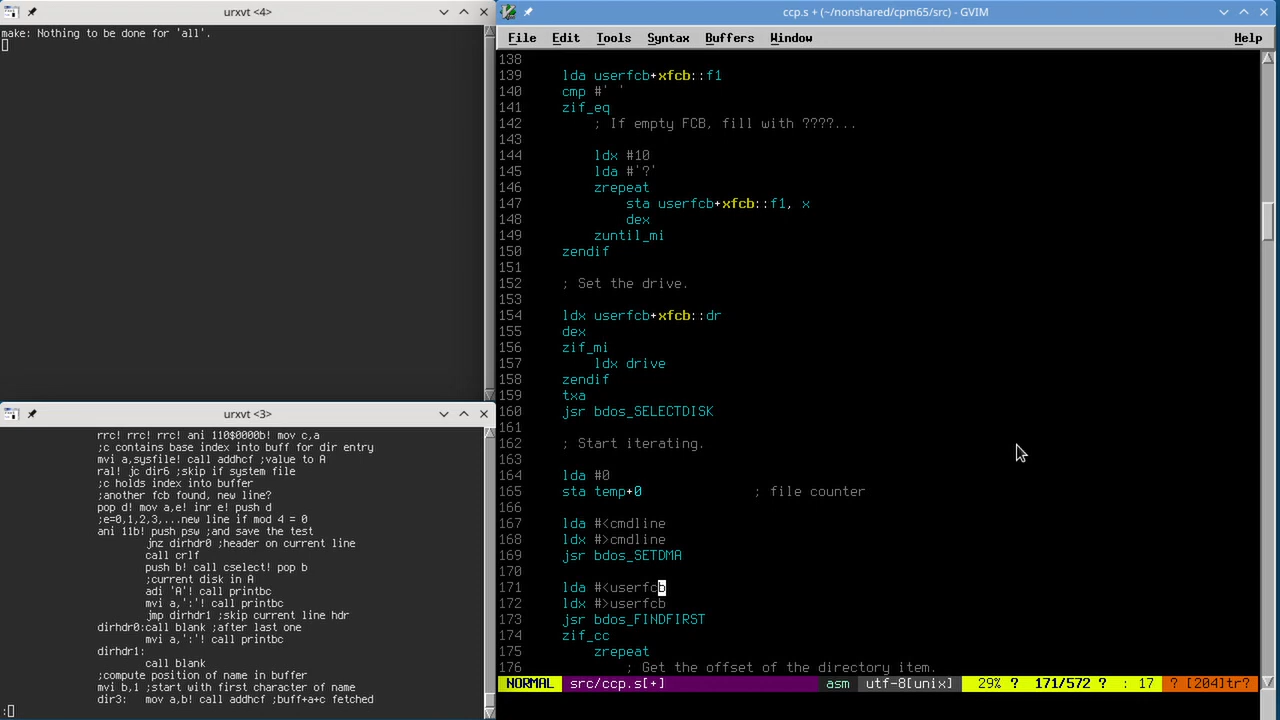 urxvt <4>
make: Nothing to be done for 'all'.
urxvt <3>
rrc! rrc! rrc! ani 110$0000b! mov c,a
;c contains base index into buff for dir entry
mvi a,sysfile! call addhcf ;value to A
ral! jc dir6 ;skip if system file
;c holds index into buffer
;another fcb found, new line?
pop d! mov a,e! inr e! push d
;e=0,1,2,3,...new line if mod 4 = 0
ani 11b! push psw ;and save the test
jnz dirhdr0 ;header on current line
call crlf
push b! call cselect! pop b
;current disk in A
adi 'A'! call printbc
mvi a,':'! call printbc
jmp dirhdr1 ;skip current line hdr
dirhdr0:call blank ;after last one
mvi a,':'! call printbc
dirhdr1:
call blank
;compute position of name in buffer
mvi b,1 ;start with first character of name
dir3: mov a,b! call addhcf ;buff+a+c fetched
:
ccp.s + (~/nonshared/cpm65/src) - GVIM
File Edit Tools Syntax Buffers Window Help
138
139 lda userfcb+xfcb::f1
140 cmp #' '
141 zif_eq
142 ; If empty FCB, fill with ????...
143
144 ldx #10
145 lda #'?'
146 zrepeat
147 sta userfcb+xfcb::f1, x
148 dex
149 zuntil_mi
150 zendif
151
152 ; Set the drive.
153
154 ldx userfcb+xfcb::dr
155 dex
156 zif_mi
157 ldx drive
158 zendif
159 txa
160 jsr bdos_SELECTDISK
161
162 ; Start iterating.
163
164 lda #0
165 sta temp+0 ; file counter
166
167 lda #<cmdline
168 ldx #>cmdline
169 jsr bdos_SETDMA
170
171 lda #<userfcb
172 ldx #>userfcb
173 jsr bdos_FINDFIRST
174 zif_cc
175 zrepeat
176 ; Get the offset of the directory item.
NORMAL src/ccp.s[+] asm utf-8[unix] 29% ? 171/572 ? : 17 ? [204]tr?